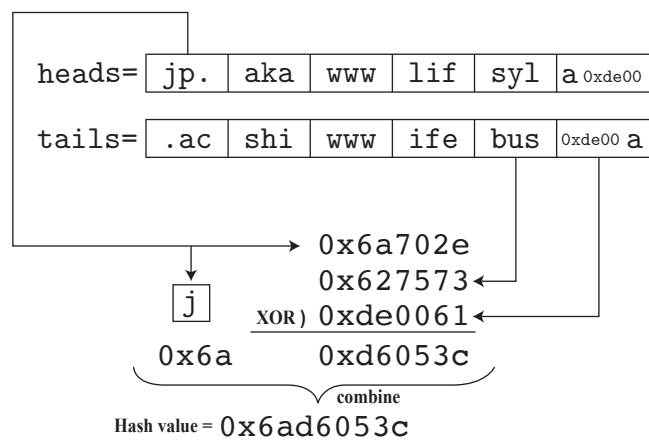 heads= jp. aka www lif syl a 0xde00
tails= .ac shi www ife bus 0xde00 a
0x6a702e
0x627573
j
XOR ) 0xde0061
0x6a 0xd6053c
combine
Hash value = 0x6ad6053c